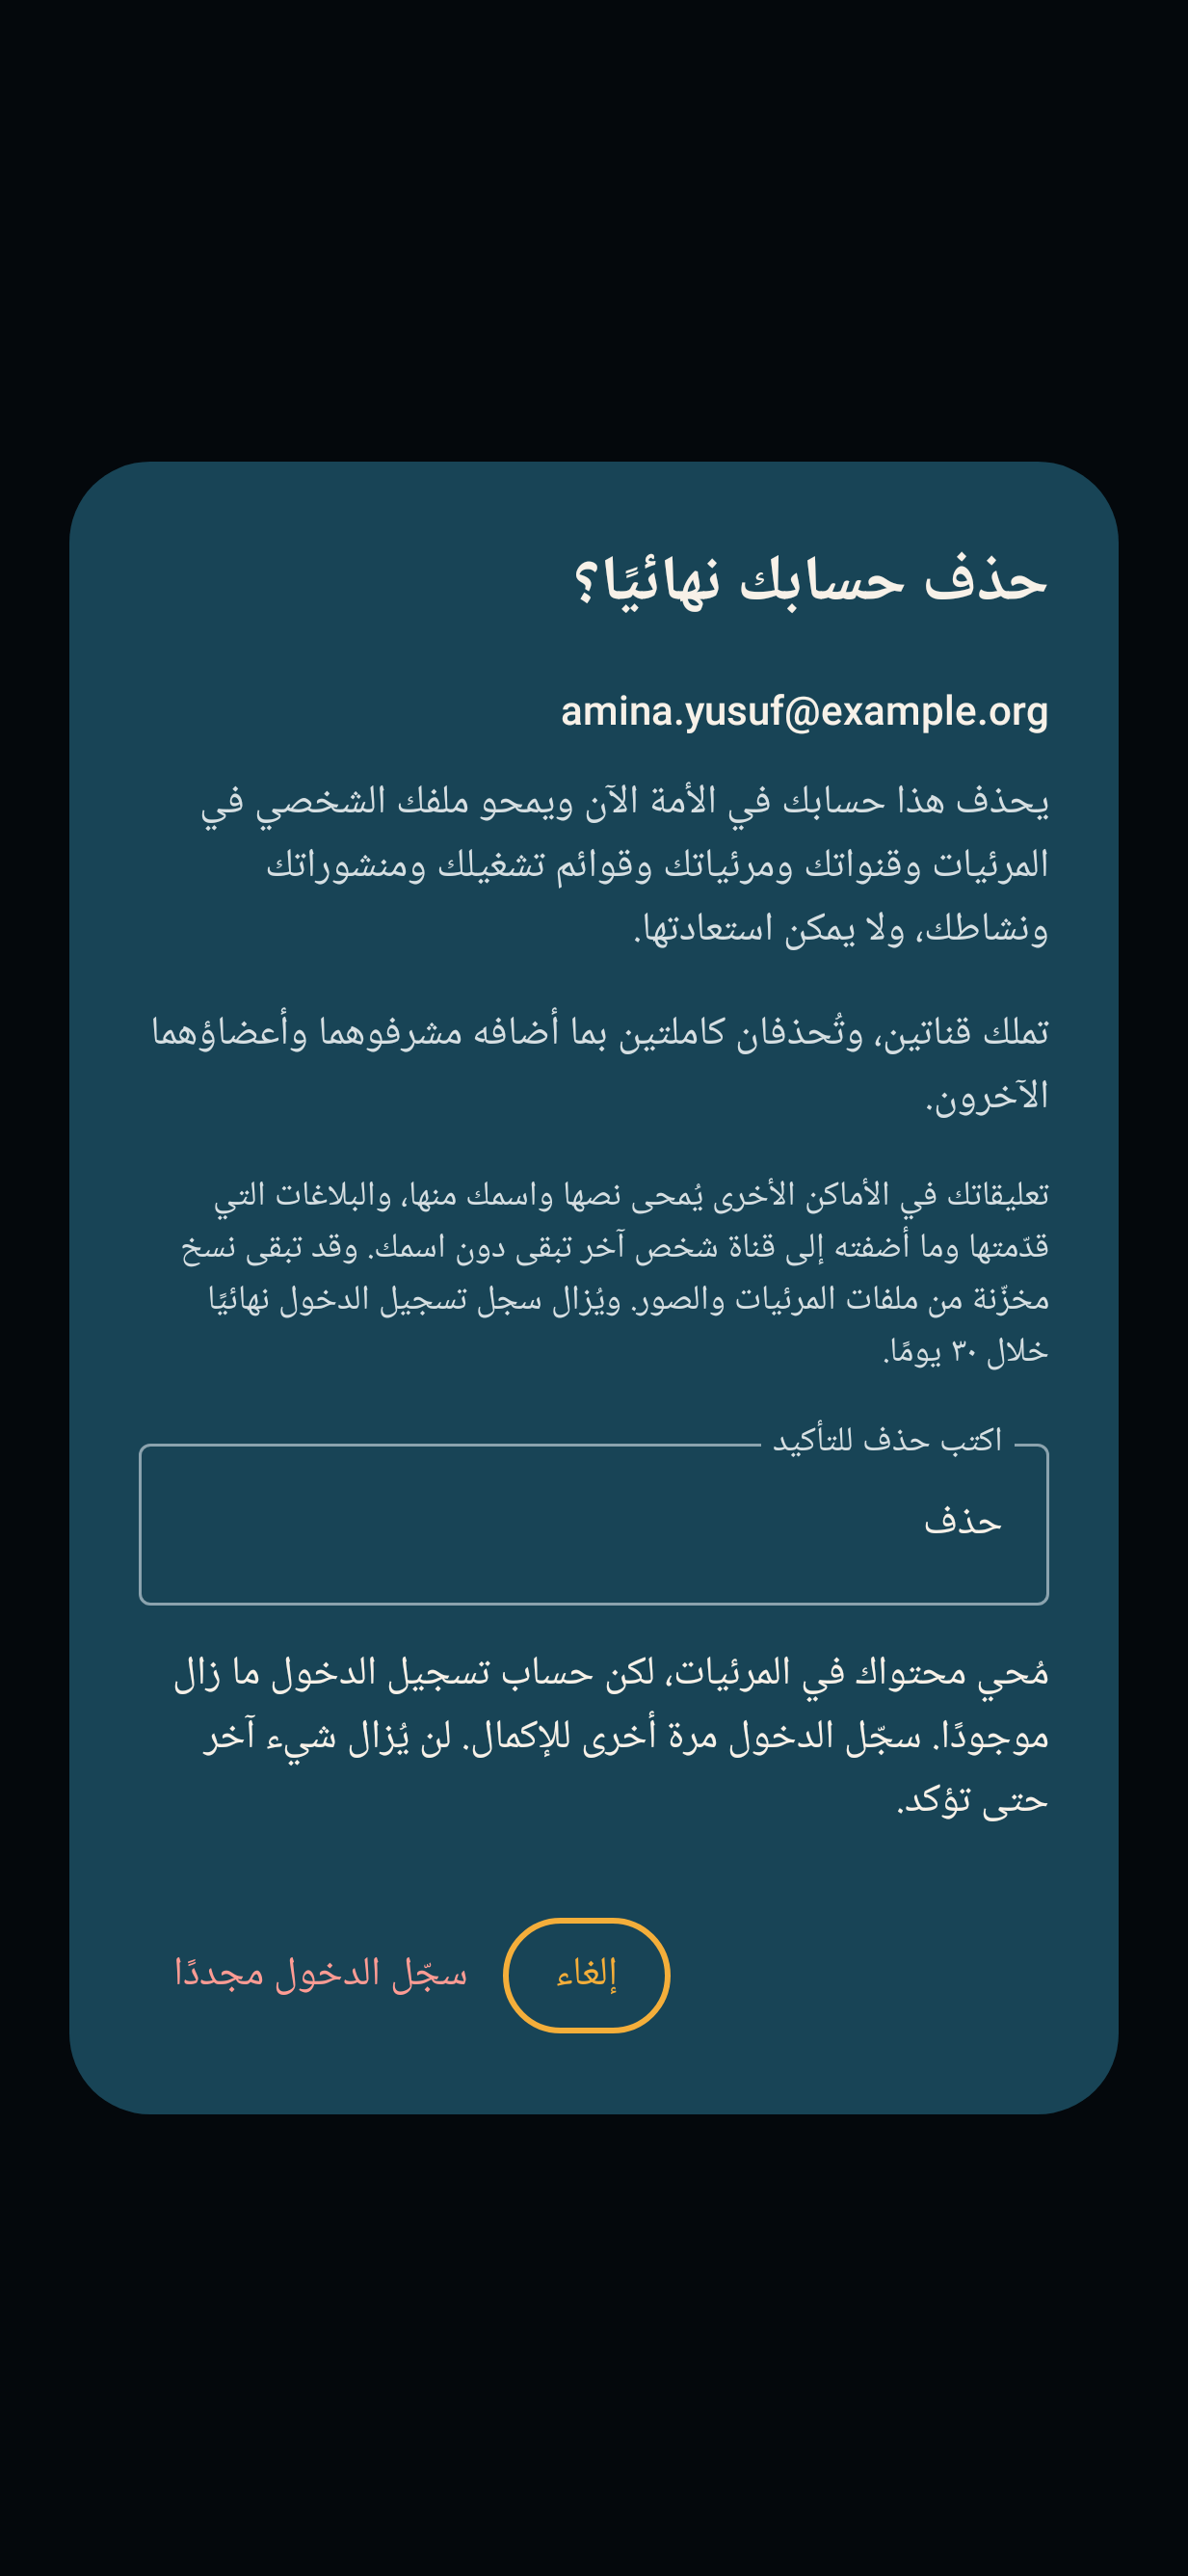 حذف حسابك نهائيًا؟
amina.yusuf@example.org
يحذف هذا حسابك في الأمة الآن ويمحو ملفك الشخصي في
المرئيات وقنواتك ومرئياتك وقوائم تشغيلك ومنشوراتك
ونشاطك، ولا يمكن استعادتها.
تملك قناتين، وتُحذفان كاملتين بما أضافه مشرفوهما وأعضاؤهما
الآخرون.
تعليقاتك في الأماكن الأخرى يُمحى نصها واسمك منها، والبلاغات التي
قدّمتها وما أضفته إلى قناة شخص آخر تبقى دون اسمك. وقد تبقى نسخ
مخزّنة من ملفات المرئيات والصور. ويُزال سجل تسجيل الدخول نهائيًا
خلال ٣٠ يومًا.
اكتب حذف للتأكيد
حذف
مُحي محتواك في المرئيات، لكن حساب تسجيل الدخول ما زال
موجودًا. سجّل الدخول مرة أخرى للإكمال. لن يُزال شيء آخر
حتى تؤكد.
إلغاء
سجّل الدخول مجددًا